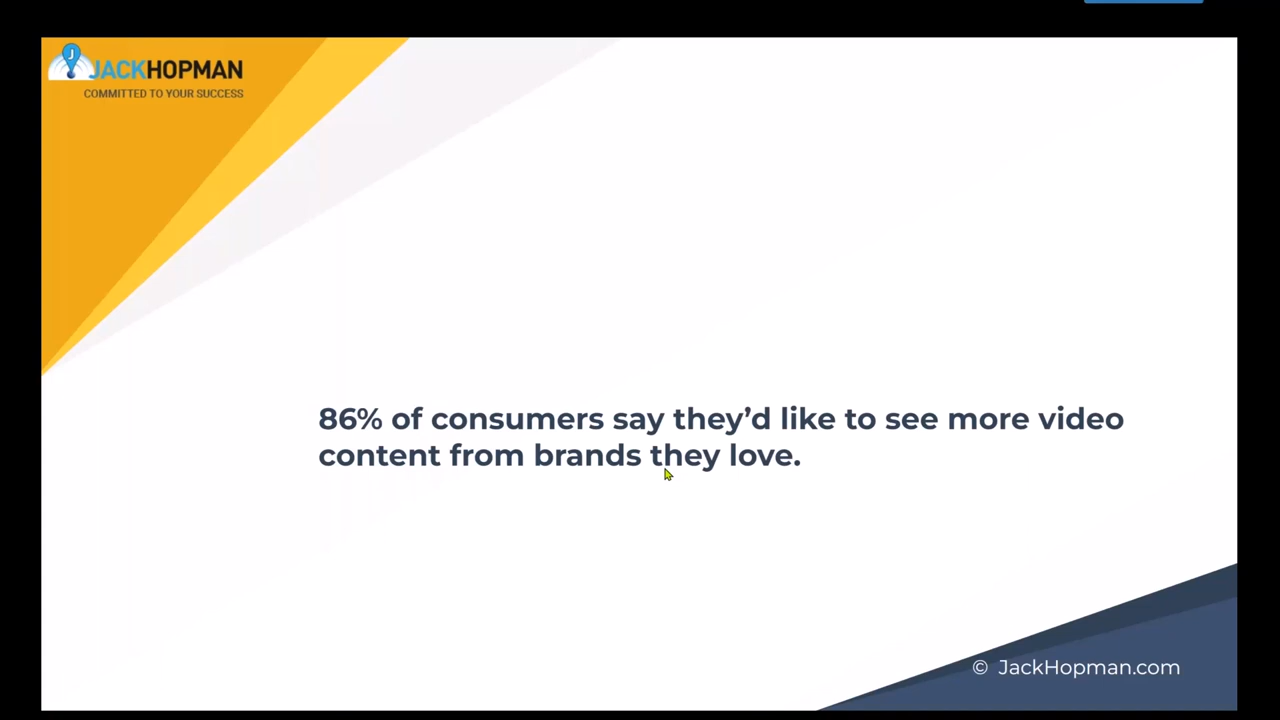 J
JACKHOPMAN
COMMITTED TO YOUR SUCCESS
86% of consumers say they’d like to see more video
content from brands they love.
© JackHopman.com